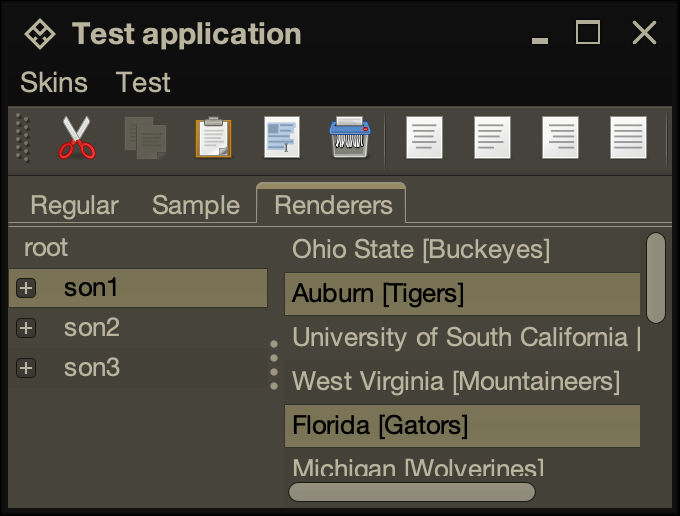 Test application
Skins Test
Regular Sample Renderers
root
son1
son2
son3
Ohio State [Buckeyes]
Auburn [Tigers]
University of South California [
West Virginia [Mountaineers]
Florida [Gators]
Michigan [Wolverines]